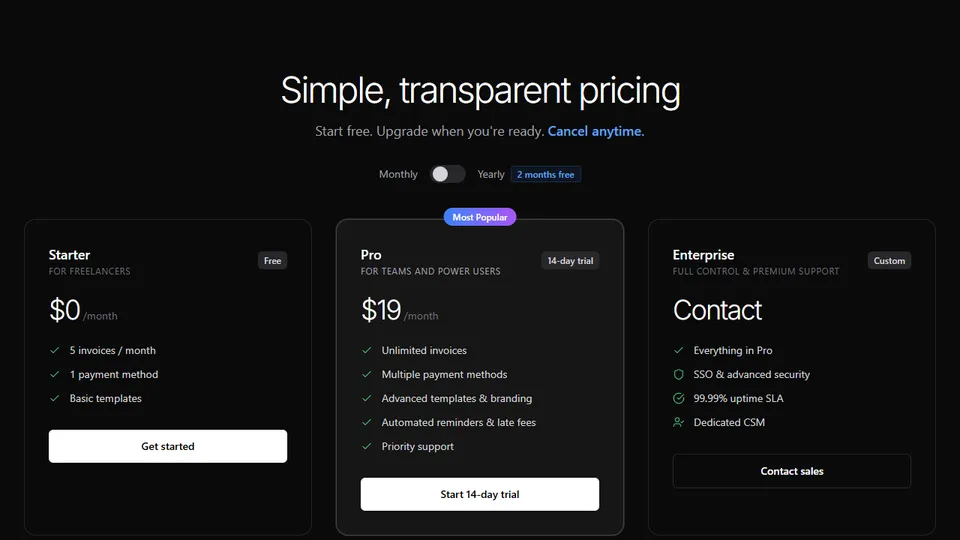 Simple, transparent pricing
Start free. Upgrade when you're ready. Cancel anytime.
Monthly Yearly 2 months free
Starter
FOR FREELANCERS
Free
$0 /month
5 invoices / month
1 payment method
Basic templates
Get started
Most Popular
Pro
FOR TEAMS AND POWER USERS
14-day trial
$19 /month
Unlimited invoices
Multiple payment methods
Advanced templates & branding
Automated reminders & late fees
Priority support
Start 14-day trial
Enterprise
FULL CONTROL & PREMIUM SUPPORT
Custom
Contact
Everything in Pro
SSO & advanced security
99.99% uptime SLA
Dedicated CSM
Contact sales